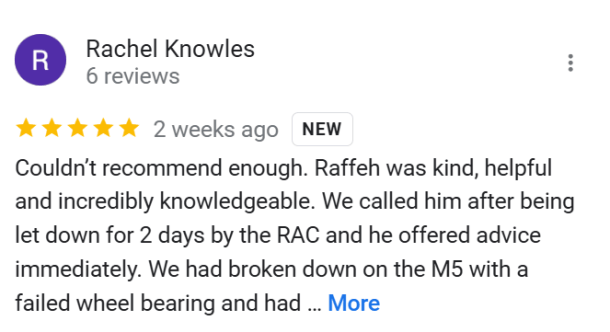 R
Rachel Knowles
6 reviews
2 weeks ago NEW
Couldn’t recommend enough. Raffeh was kind, helpful
and incredibly knowledgeable. We called him after being
let down for 2 days by the RAC and he offered advice
immediately. We had broken down on the M5 with a
failed wheel bearing and had ... More